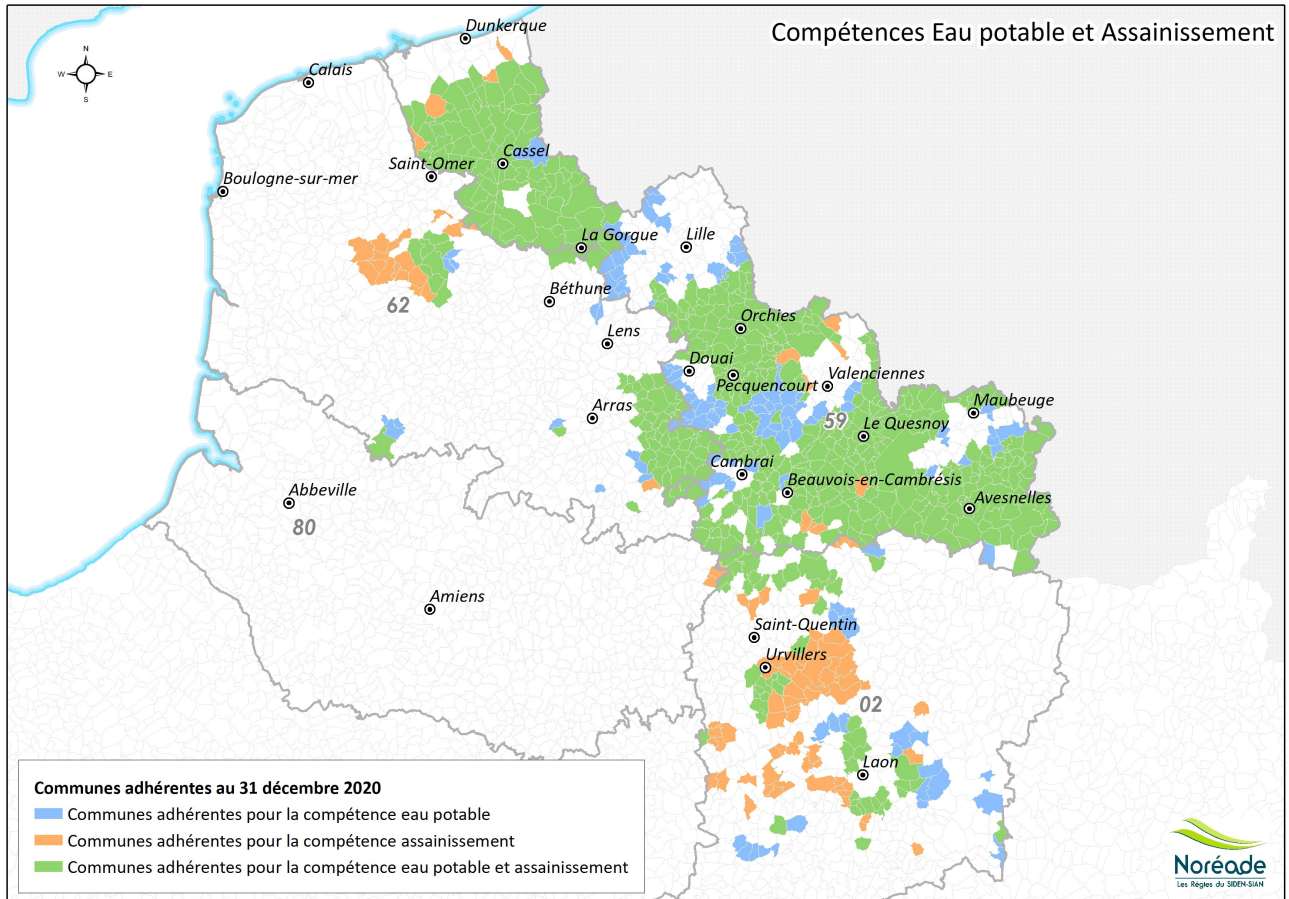 Compétences Eau potable et Assainissement
N
W
E
S
Dunkerque
Calais
Cassel
Saint-Omer
Boulogne-sur-mer
La Gorgue
Lille
Béthune
62
Orchies
Lens
Douai
Pecquencourt
Valenciennes
Arras
59
Maubeuge
Le Quesnoy
Cambrai
Beauvois-en-Cambrésis
Abbeville
Avesnelles
80
Amiens
Saint-Quentin
Urvillers
02
Laon
Communes adhérentes au 31 décembre 2020
Communes adhérentes pour la compétence eau potable
Communes adhérentes pour la compétence assainissement
Communes adhérentes pour la compétence eau potable et assainissement
Noréade
Les Régies du SIDEN-SIAN